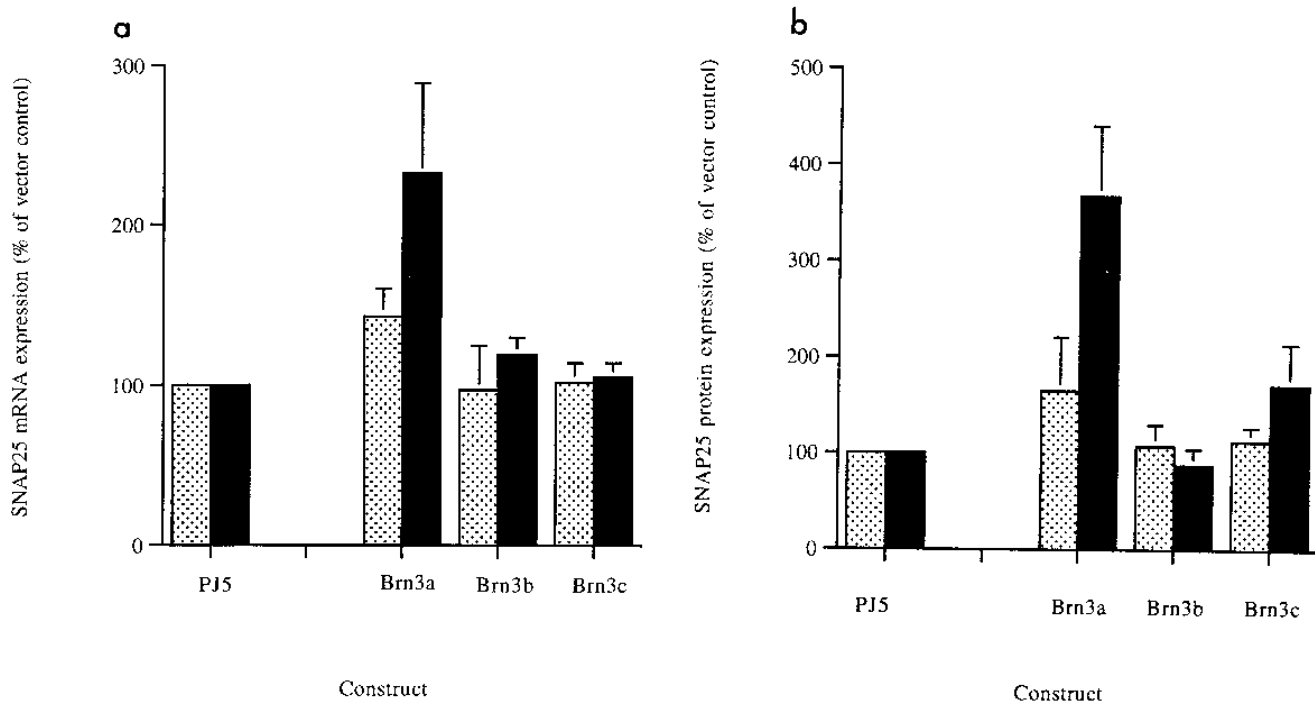 a
SNAP25 mRNA expression (% of vector control)
300
200
100
0
PJ5
Brn3a
Brn3b
Brn3c
Construct
b
SNAP25 protein expression (% of vector control)
500
400
300
200
100
0
PJ5
Brn3a
Brn3b
Brn3c
Construct